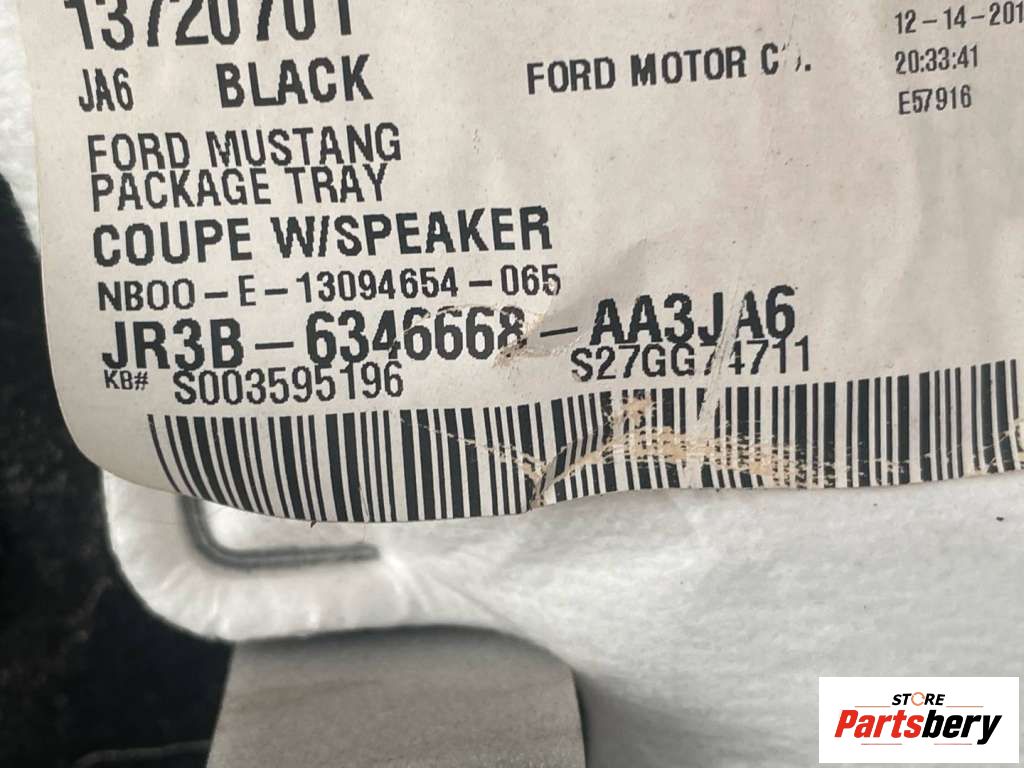 13720701
JA6 BLACK
FORD MOTOR C
12-14-201
20:33:41
E57916
FORD MUSTANG
PACKAGE TRAY
COUPE W/SPEAKER
NB00-E-13094654-065
JR3B-6346668-AA3JA6
KB# S003595196
S27GG74711
STORE
Partsbery